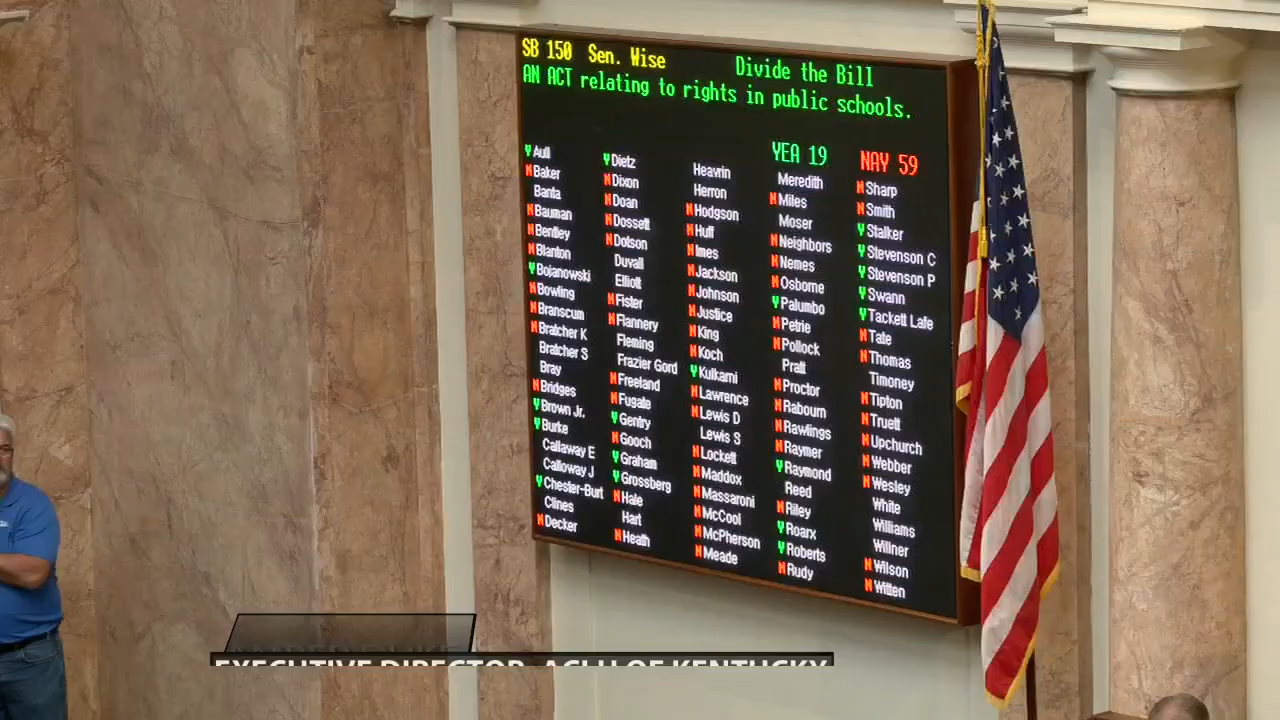 SB 150 Sen. Wise Divide the Bill
AN ACT relating to rights in public schools.
YEA 19 NAY 59
Y Aull
N Baker
Banta
N Bauman
N Bentley
N Blanton
Y Bojanowski
N Bowling
N Branscum
N Bratcher K
Bratcher S
Bray
N Bridges
Y Brown Jr.
Y Burke
Callaway E
Calloway J
Y Chester-Burt
Clines
N Decker
Y Dietz
N Dixon
N Doan
N Dossett
N Dotson
Duvall
Elliott
N Fister
N Flannery
Fleming
Frazier Gord
N Freeland
N Fugate
Y Gentry
N Gooch
Y Graham
Y Grossberg
N Hale
Hart
N Heath
Heavrin
Herron
N Hodgson
N Huff
N Imes
N Jackson
N Johnson
N Justice
N King
N Koch
Y Kulkarni
N Lawrence
N Lewis D
Lewis S
N Lockett
N Maddox
N Massaroni
N McCool
N McPherson
N Meade
Meredith
N Miles
Moser
N Neighbors
N Nemes
N Osborne
Y Palumbo
N Petrie
N Pollock
Pratt
N Proctor
N Rabourn
N Rawlings
N Raymer
Y Raymond
Reed
N Riley
Y Roarx
Y Roberts
N Rudy
N Sharp
N Smith
Y Stalker
Y Stevenson C
Y Stevenson P
Y Swann
Y Tackett Lafe
N Tate
N Thomas
Timoney
N Tipton
N Truett
N Upchurch
N Webber
N Wesley
White
Williams
Willner
N Wilson
N Witten
EXECUTIVE DIRECTOR, ACLU OF KENTUCKY